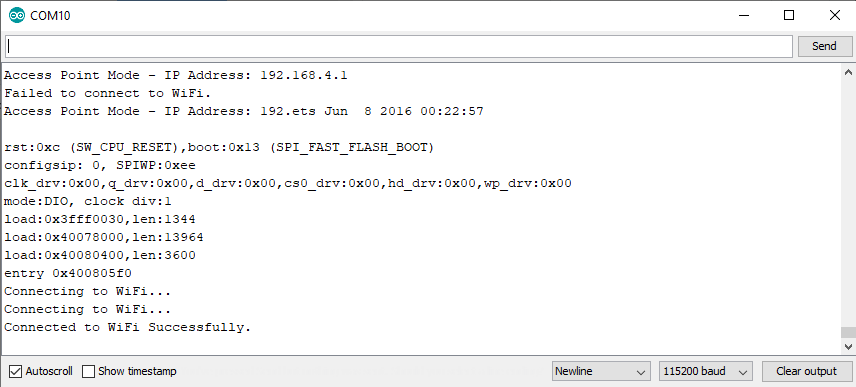 COM10
Send
Access Point Mode - IP Address: 192.168.4.1
Failed to connect to WiFi.
Access Point Mode - IP Address: 192.ets Jun  8 2016 00:22:57
rst:0xc (SW_CPU_RESET),boot:0x13 (SPI_FAST_FLASH_BOOT)
configsip: 0, SPIWP:0xee
clk_drv:0x00,q_drv:0x00,d_drv:0x00,cs0_drv:0x00,hd_drv:0x00,wp_drv:0x00
mode:DIO, clock div:1
load:0x3fff0030,len:1344
load:0x40078000,len:13964
load:0x40080400,len:3600
entry 0x400805f0
Connecting to WiFi...
Connecting to WiFi...
Connected to WiFi Successfully.
Autoscroll Show timestamp Newline 115200 baud Clear output